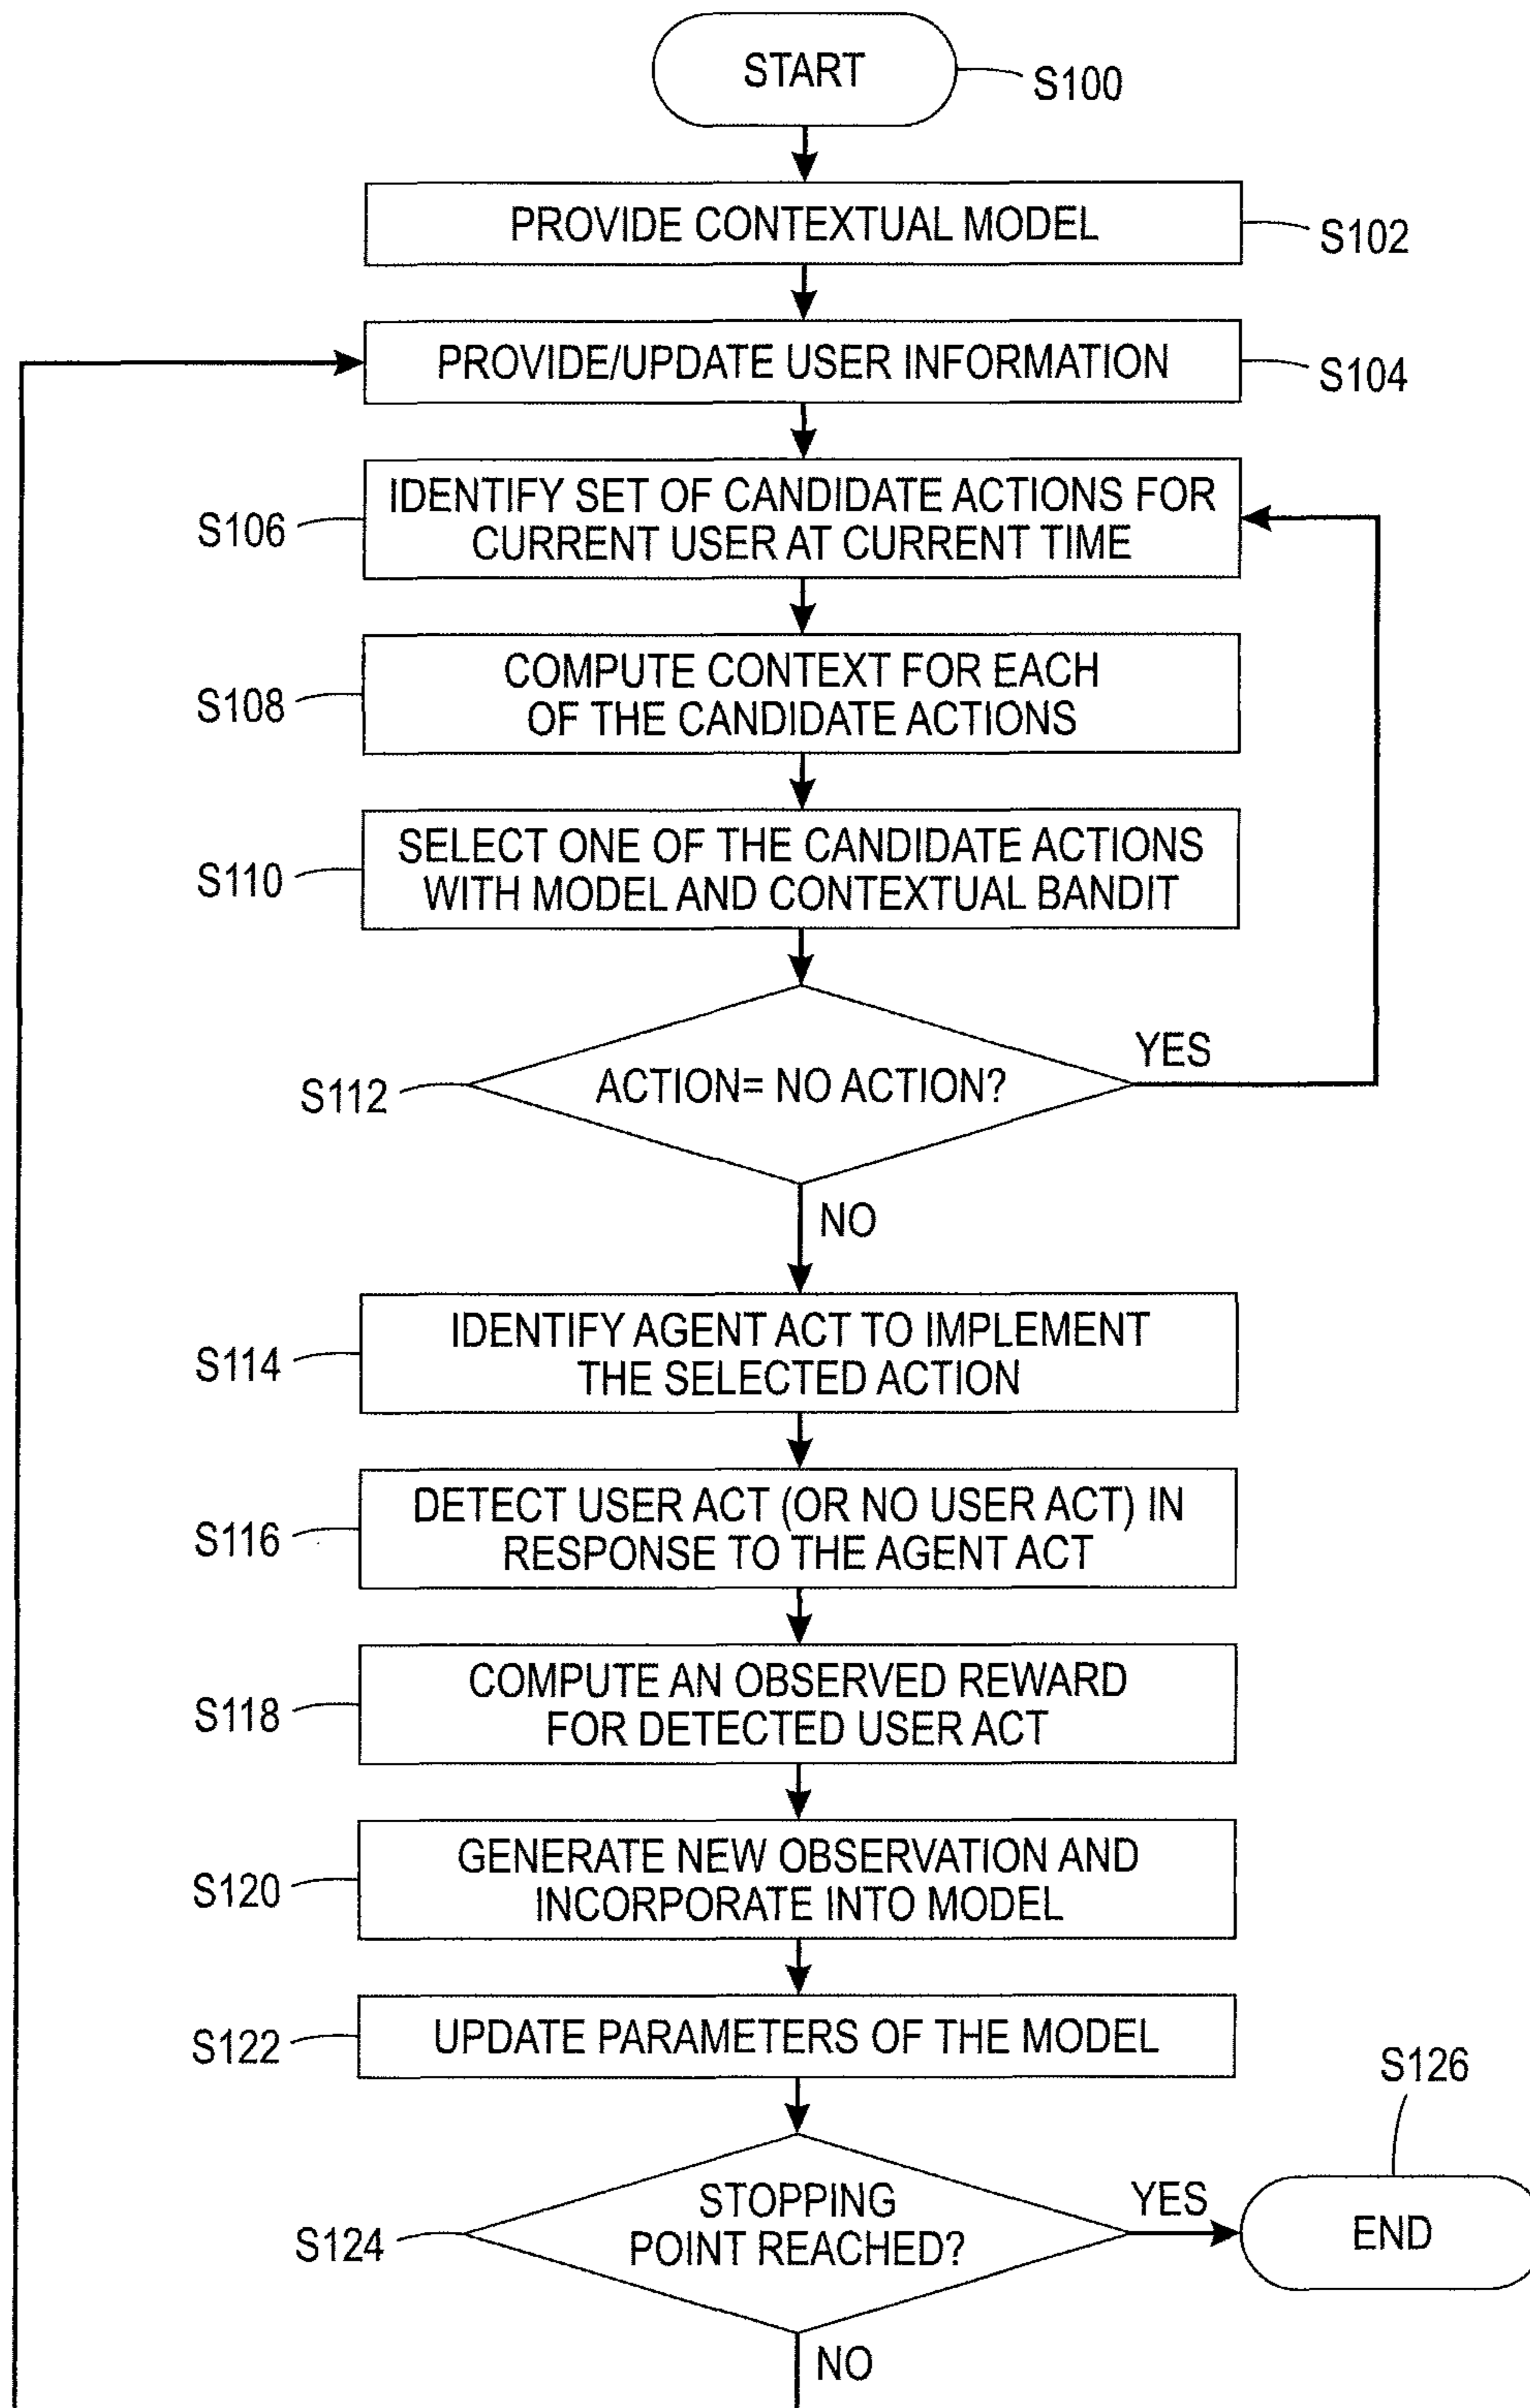 START
S100
PROVIDE CONTEXTUAL MODEL
S102
PROVIDE/UPDATE USER INFORMATION
S104
IDENTIFY SET OF CANDIDATE ACTIONS FOR
CURRENT USER AT CURRENT TIME
S106
COMPUTE CONTEXT FOR EACH
OF THE CANDIDATE ACTIONS
S108
SELECT ONE OF THE CANDIDATE ACTIONS
WITH MODEL AND CONTEXTUAL BANDIT
S110
ACTION= NO ACTION?
S112
YES
NO
IDENTIFY AGENT ACT TO IMPLEMENT
THE SELECTED ACTION
S114
DETECT USER ACT (OR NO USER ACT) IN
RESPONSE TO THE AGENT ACT
S116
COMPUTE AN OBSERVED REWARD
FOR DETECTED USER ACT
S118
GENERATE NEW OBSERVATION AND
INCORPORATE INTO MODEL
S120
UPDATE PARAMETERS OF THE MODEL
S122
STOPPING
POINT REACHED?
S124
YES
END
S126
NO